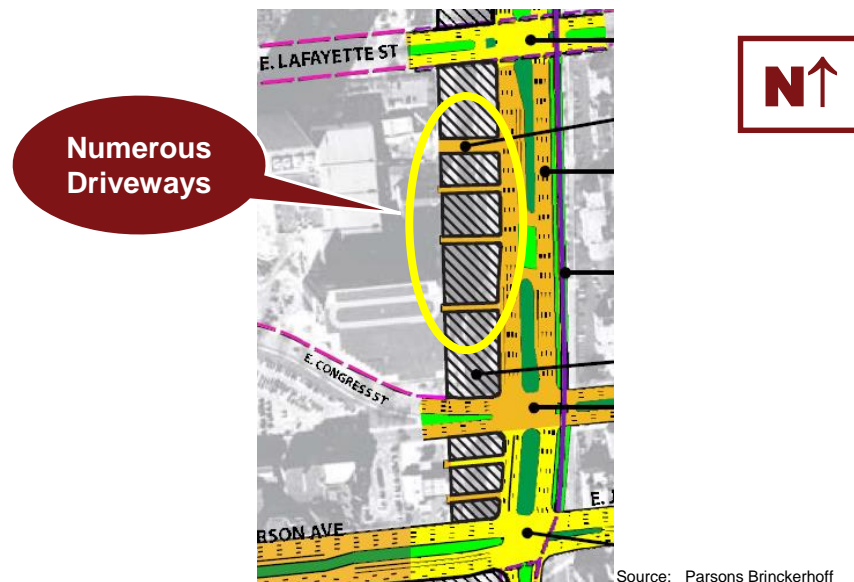 E. LAFAYETTE ST
N↑
Numerous
Driveways
E. CONGRESS ST
E. J
RSON AVE
Source: Parsons Brinckerhoff